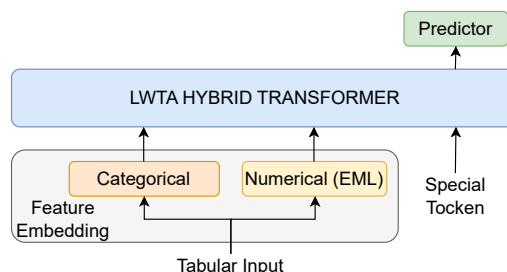 Predictor
LWTA HYBRID TRANSFORMER
Categorical
Numerical (EML)
Feature
Embedding
Special
Tocken
Tabular Input